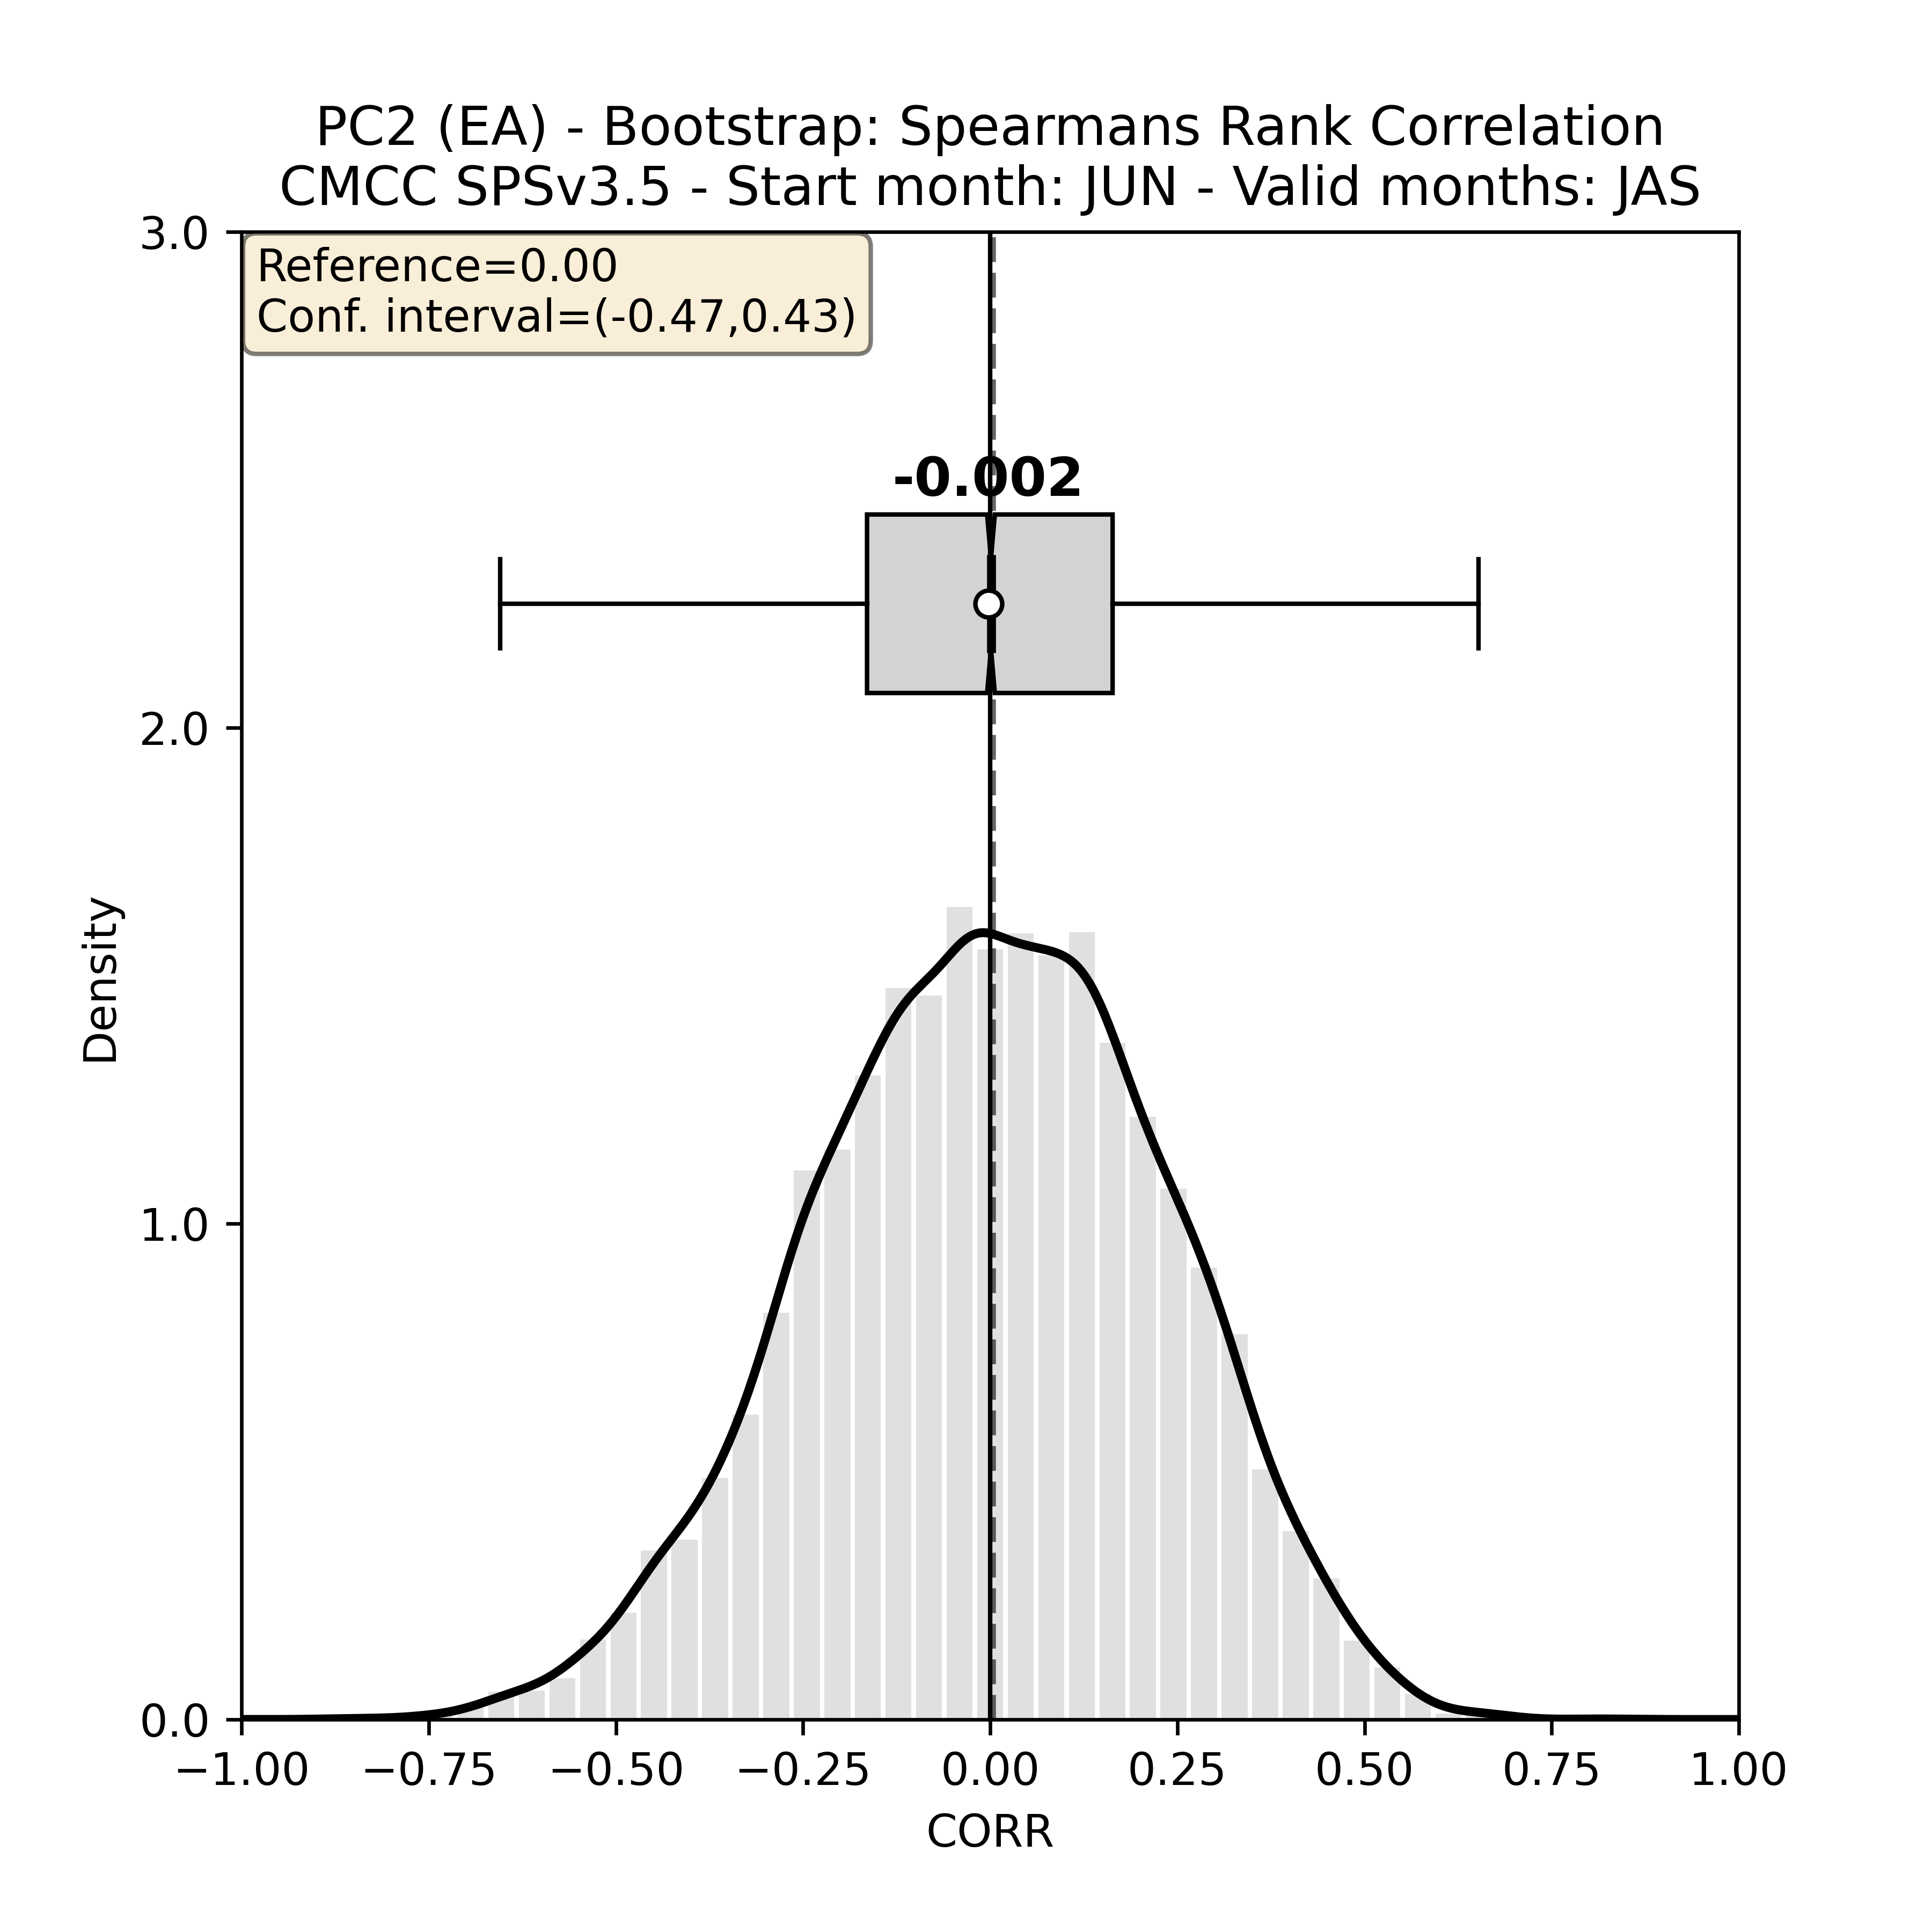 PC2 (EA) - Bootstrap: Spearmans Rank Correlation
CMCC SPSv3.5 - Start month: JUN - Valid months: JAS
3.0
Reference=0.00
Conf. interval=(-0.47,0.43)
-0.002
2.0
Density
1.0
0.0
−1.00 −0.75 −0.50 −0.25 0.00 0.25 0.50 0.75 1.00
CORR